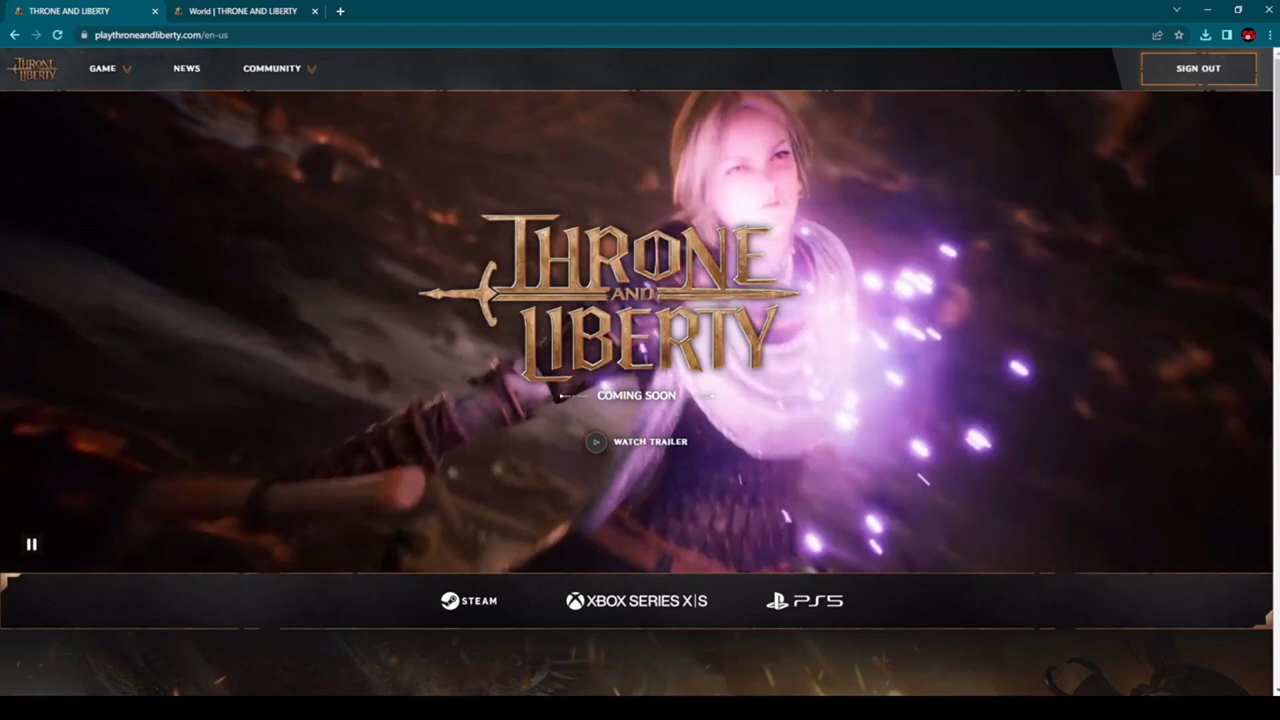 THRONE AND LIBERTY
World | THRONE AND LIBERTY
playthroneandliberty.com/en-us
THRONE
AND
LIBERTY
GAME
NEWS
COMMUNITY
SIGN OUT
THRONE
AND
LIBERTY
COMING SOON
WATCH TRAILER
STEAM
XBOX SERIES X|S
PS5